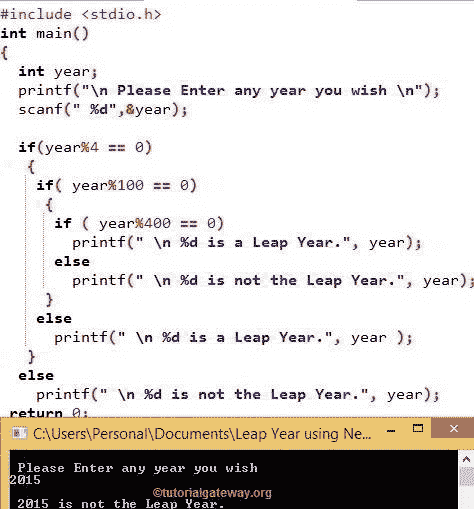 #include <stdio.h>
int main()
{
int year;
printf("\n Please Enter any year you wish \n");
scanf(" %d",&year);
if(year%4 == 0)
{
if( year%100 == 0)
{
if ( year%400 == 0)
printf(" \n %d is a Leap Year.", year);
else
printf(" \n %d is not the Leap Year.", year);
}
else
printf(" \n %d is a Leap Year.", year );
}
else
printf(" \n %d is not the Leap Year.", year);
return 0;
C:\Users\Personal\Documents\Leap Year using Ne...
Please Enter any year you wish
2015
©tutorialgateway.org
2015 is not the Leap Year.